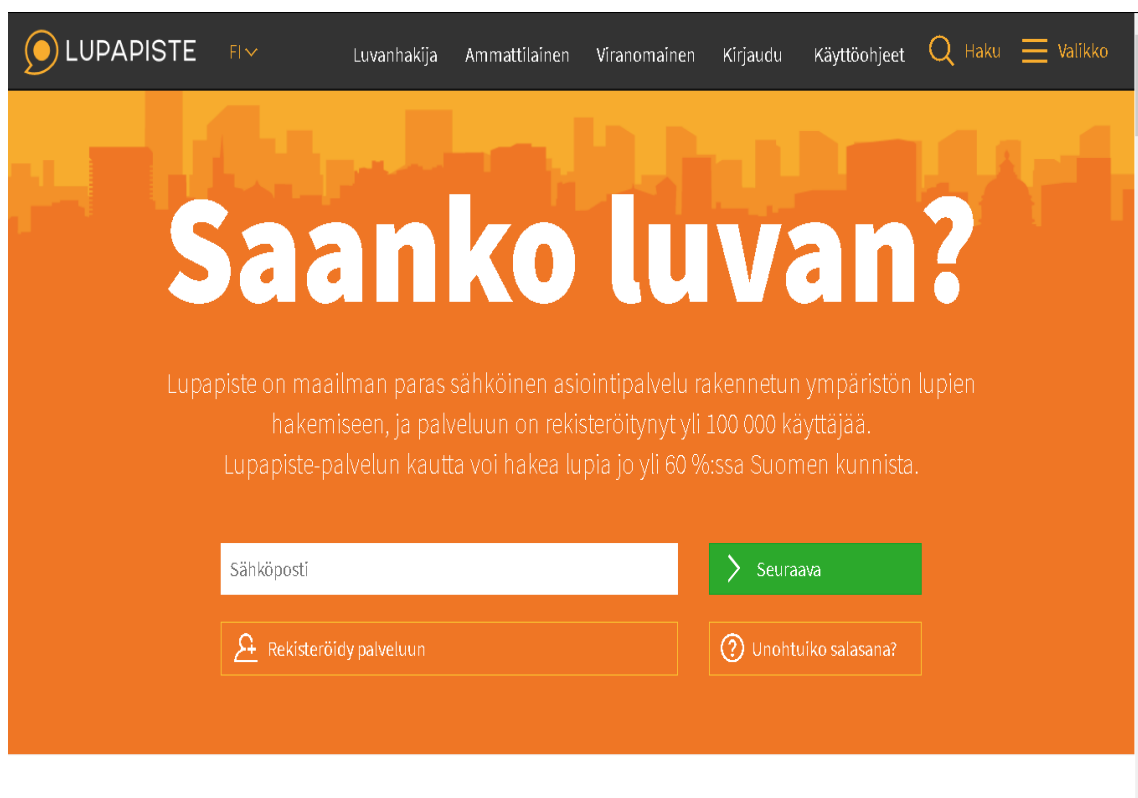 LUPAPISTE FI Luvanhakija Ammattilainen Viranomainen Kirjaudu Käyttöohjeet Haku Valikko
Saanko luvan?
Lupapiste on maailman paras sähköinen asiointipalvelu rakennetun ympäristön lupien
hakemiseen, ja palveluun on rekisteröitynyt yli 100 000 käyttäjää.
Lupapiste-palvelun kautta voi hakea lupia jo yli 60 %:ssa Suomen kunnista.
Sähköposti Seuraava
Rekisteröidy palveluun Unohtuiko salasana?